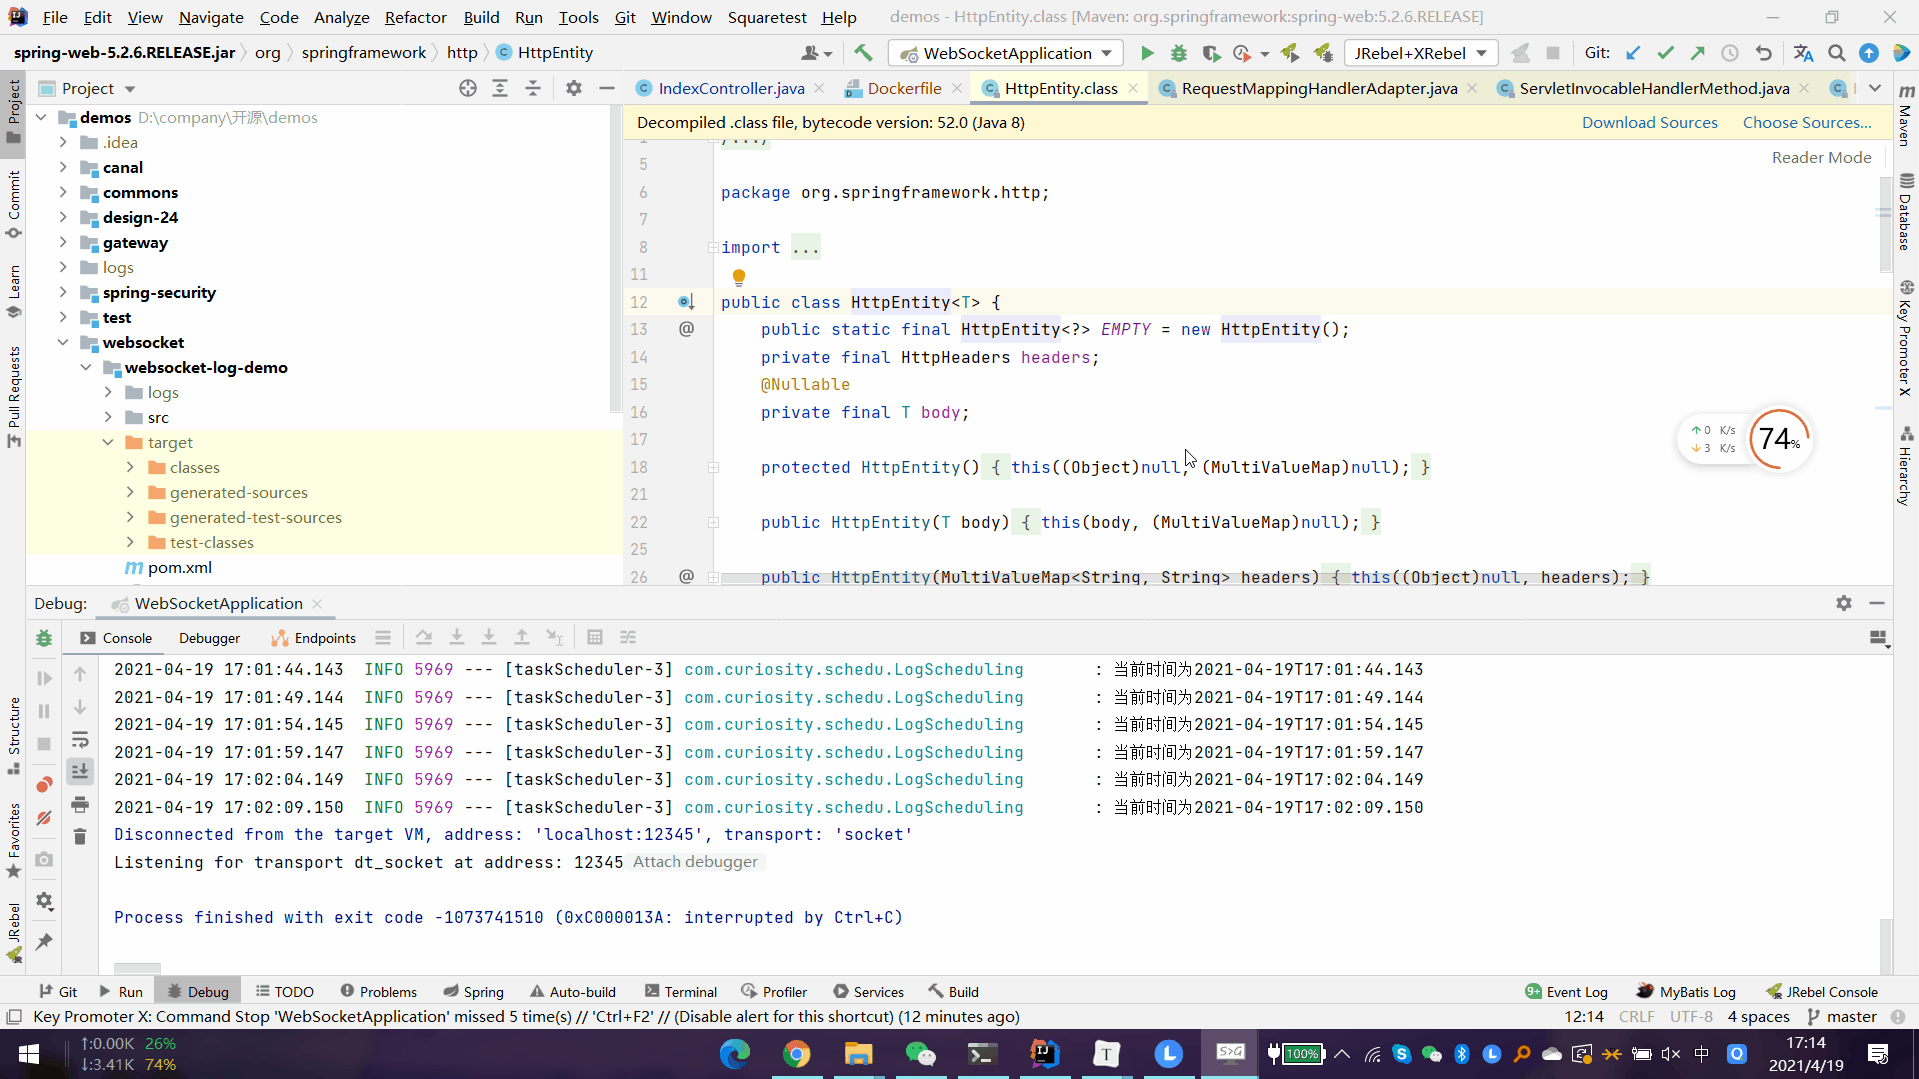 File Edit View Navigate Code Analyze Refactor Build Run Tools Git Window Squaretest Help demos - HttpEntity.class [Maven: org.springframework:spring-web:5.2.6.RELEASE]
spring-web-5.2.6.RELEASE.jar org springframework http HttpEntity WebSocketApplication JRebel+XRebel Git:
Project IndexController.java Dockerfile HttpEntity.class RequestMappingHandlerAdapter.java ServletInvocableHandlerMethod.java
Project
Commit
Learn
Pull Requests
Structure
Favorites
JRebel
demos D:\company\开源\demos
.idea
canal
commons
design-24
gateway
logs
spring-security
test
websocket
websocket-log-demo
logs
src
target
classes
generated-sources
generated-test-sources
test-classes
pom.xml
Decompiled .class file, bytecode version: 52.0 (Java 8) Download Sources Choose Sources...
Reader Mode
5
6 package org.springframework.http;
7
8 import ...
11
12 public class HttpEntity<T> {
13 @ public static final HttpEntity<?> EMPTY = new HttpEntity();
14 private final HttpHeaders headers;
15 @Nullable
16 private final T body;
17
18 protected HttpEntity() { this((Object)null, (MultiValueMap)null); }
21
22 public HttpEntity(T body) { this(body, (MultiValueMap)null); }
25
26 @ public HttpEntity(MultiValueMap<String, String> headers) { this((Object)null, headers); }
0 K/s
3 K/s
74%
Maven
Database
Key Promoter X
Hierarchy
Debug: WebSocketApplication
Console Debugger Endpoints
2021-04-19 17:01:44.143 INFO 5969 --- [taskScheduler-3] com.curiosity.schedu.LogScheduling : 当前时间为2021-04-19T17:01:44.143
2021-04-19 17:01:49.144 INFO 5969 --- [taskScheduler-3] com.curiosity.schedu.LogScheduling : 当前时间为2021-04-19T17:01:49.144
2021-04-19 17:01:54.145 INFO 5969 --- [taskScheduler-3] com.curiosity.schedu.LogScheduling : 当前时间为2021-04-19T17:01:54.145
2021-04-19 17:01:59.147 INFO 5969 --- [taskScheduler-3] com.curiosity.schedu.LogScheduling : 当前时间为2021-04-19T17:01:59.147
2021-04-19 17:02:04.149 INFO 5969 --- [taskScheduler-3] com.curiosity.schedu.LogScheduling : 当前时间为2021-04-19T17:02:04.149
2021-04-19 17:02:09.150 INFO 5969 --- [taskScheduler-3] com.curiosity.schedu.LogScheduling : 当前时间为2021-04-19T17:02:09.150
Disconnected from the target VM, address: 'localhost:12345', transport: 'socket'
Listening for transport dt_socket at address: 12345 Attach debugger
Process finished with exit code -1073741510 (0xC000013A: interrupted by Ctrl+C)
Git Run Debug TODO Problems Spring Auto-build Terminal Profiler Services Build 9+ Event Log MyBatis Log JRebel Console
Key Promoter X: Command Stop 'WebSocketApplication' missed 5 time(s) // 'Ctrl+F2' // (Disable alert for this shortcut) (12 minutes ago) 12:14 CRLF UTF-8 4 spaces master
↑:0.00K 26%
↓:3.41K 74%
S>G 100% 中
17:14
2021/4/19